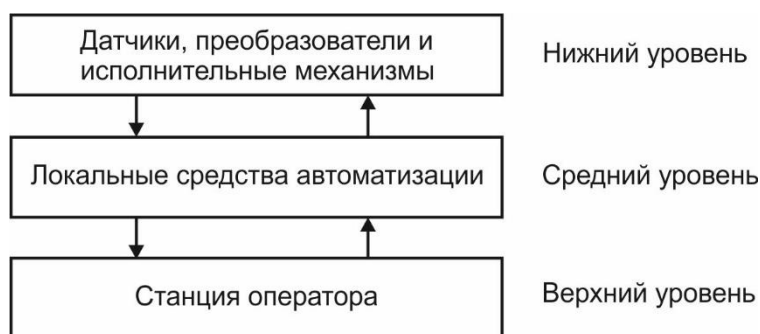 Датчики, преобразователи и
исполнительные механизмы
Нижний уровень
Локальные средства автоматизации
Средний уровень
Станция оператора
Верхний уровень